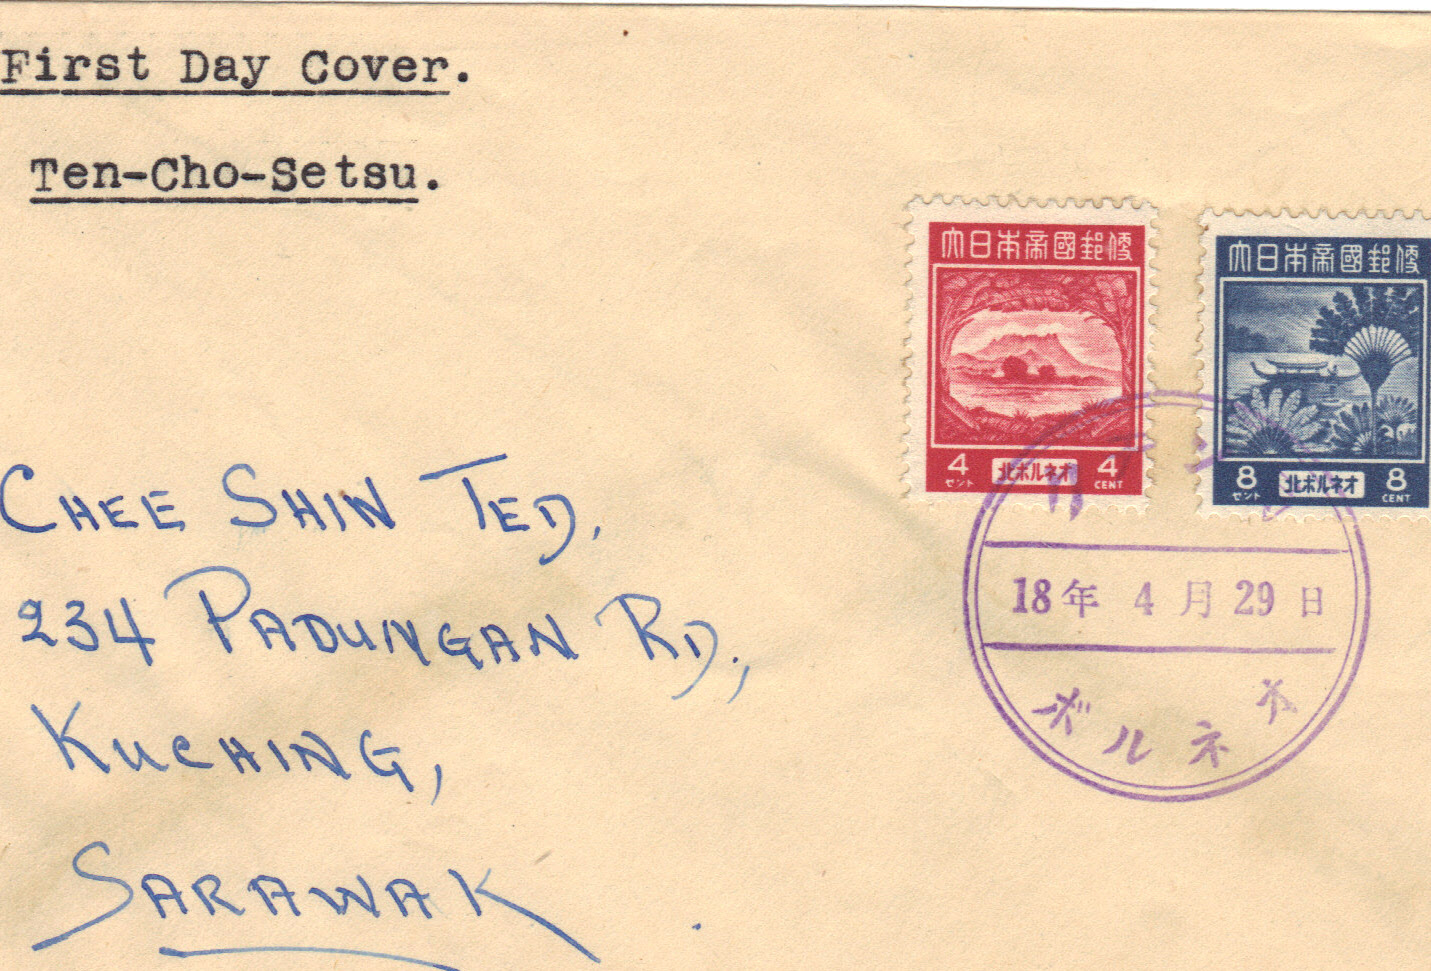 First Day Cover.
Ten-Cho-Setsu.
大日本帝國郵便
4 セント 北ボルネオ 4 CENT
大日本帝國郵便
8 セント 北ボルネオ 8 CENT
18年 4月29日
ボルネオ
CHEE SHIN TED,
234 PADUNGAN RD.,
KUCHING,
SARAWAK